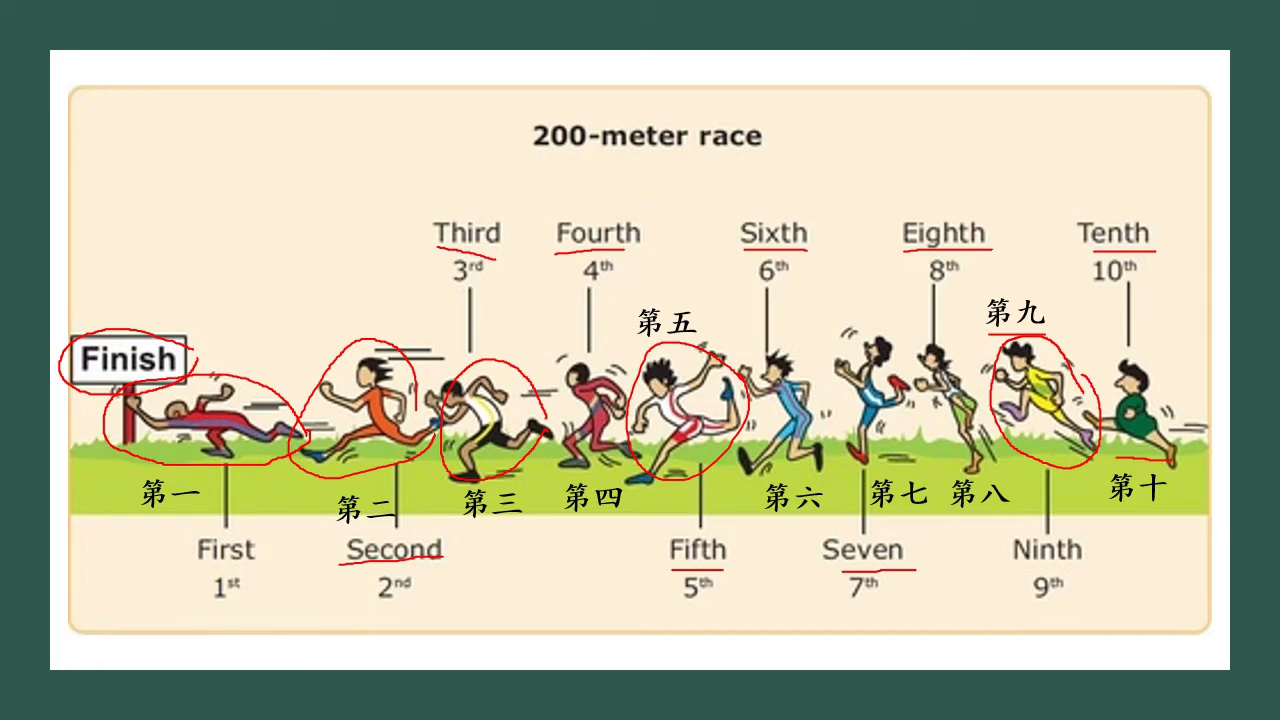 200-meter race
Third
3rd
Fourth
4th
Sixth
6th
Eighth
8th
Tenth
10th
第五
第九
Finish
第一
第二
第三
第四
第六
第七
第八
第十
First
1st
Second
2nd
Fifth
5th
Seven
7th
Ninth
9th